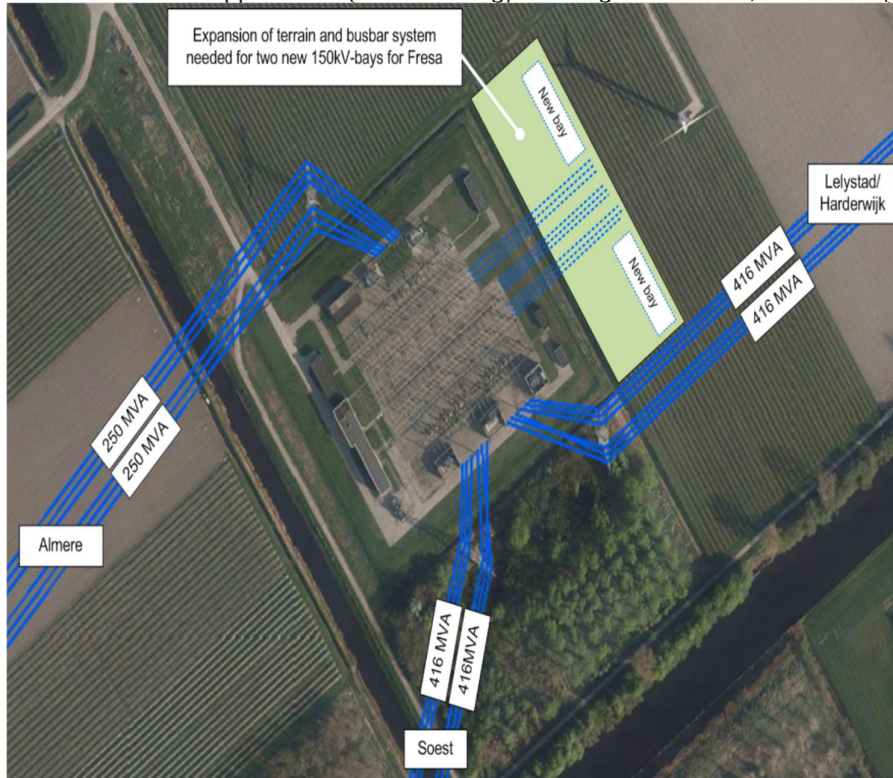 Expansion of terrain and busbar system
needed for two new 150kV-bays for Fresa
New bay
Lelystad/
Harderwijk
416 MVA
416 MVA
New bay
250 MVA
250 MVA
Almere
416 MVA
416MVA
Soest